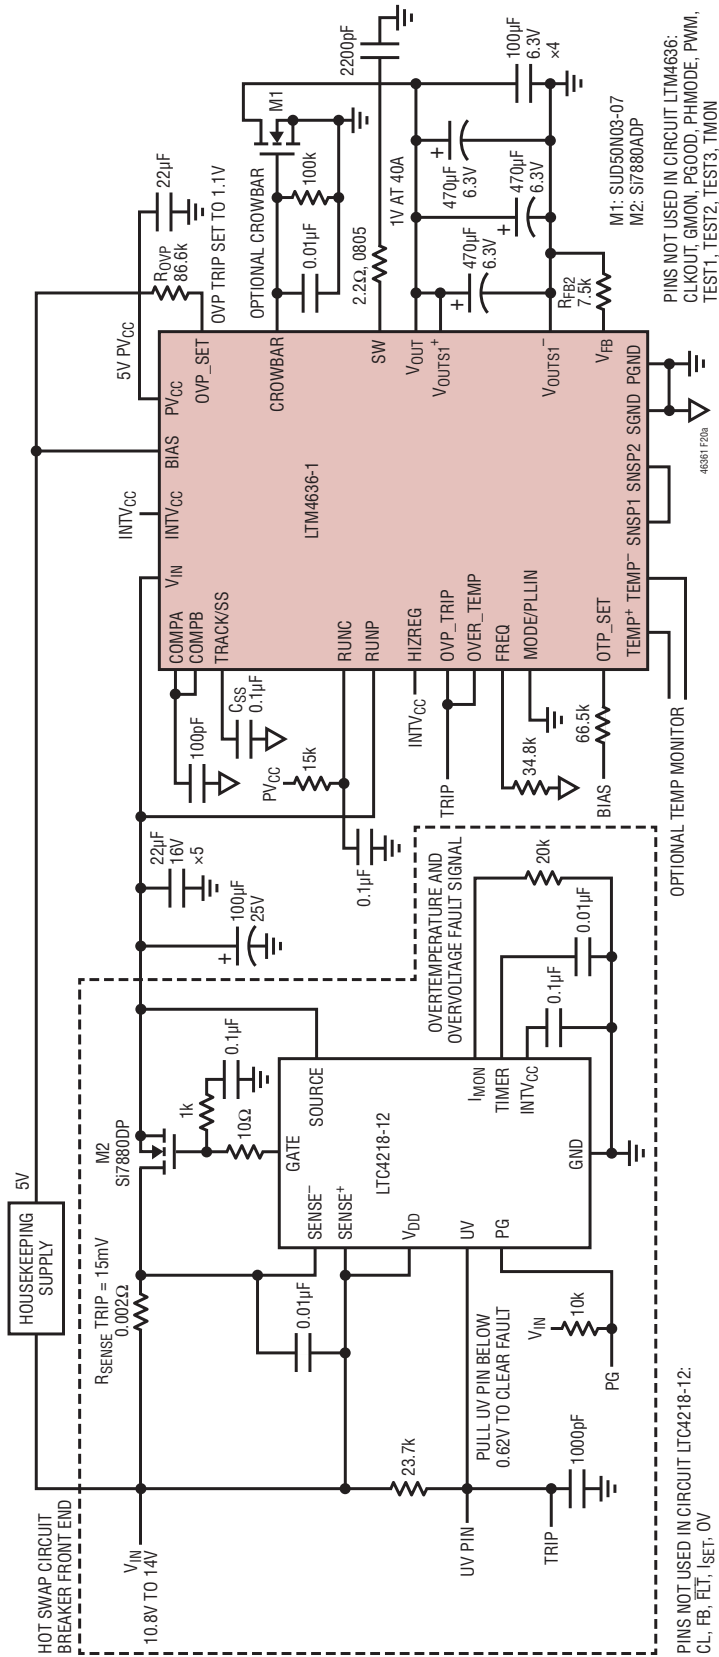 HOT SWAP CIRCUIT
BREAKER FRONT END
VIN
10.8V TO 14V
HOUSEKEEPING
SUPPLY
5V
RSENSE TRIP = 15mV
0.002Ω
M2
Si7880DP
1k
0.1µF
10Ω
0.01µF
GATE
SENSE−
SENSE+
SOURCE
VDD
LTC4218-12
UV
PG
IMON
TIMER
INTVCC
GND
23.7k
UV PIN
PULL UV PIN BELOW
0.62V TO CLEAR FAULT
TRIP
1000pF
VIN
10k
PG
0.1µF
0.01µF
20k
OVERTEMPERATURE AND
OVERVOLTAGE FAULT SIGNAL
PINS NOT USED IN CIRCUIT LTC4218-12:
CL, FB, FLT, ISET, OV
100µF
25V
+
22µF
16V
×5
100pF
CSS
0.1µF
PVCC
15k
0.1µF
INTVCC
TRIP
34.8k
BIAS
66.5k
OPTIONAL TEMP MONITOR
INTVCC
5V PVCC
22µF
VIN
INTVCC
BIAS
PVCC
COMPA
COMPB
TRACK/SS
RUNC
RUNP
HIZREG
OVP_TRIP
OVER_TEMP
FREQ
MODE/PLLIN
OTP_SET
TEMP+
TEMP−
SNSP1
SNSP2
SGND
PGND
LTM4636-1
OVP_SET
CROWBAR
SW
VOUT
VOUTS1+
VOUTS1−
VFB
ROVP
86.6k
OVP TRIP SET TO 1.1V
OPTIONAL CROWBAR
0.01µF
100k
M1
2.2Ω, 0805
2200pF
1V AT 40A
+
470µF
6.3V
+
470µF
6.3V
+
470µF
6.3V
100µF
6.3V
×4
RFB2
7.5k
M1: SUD50N03-07
M2: Si7880ADP
PINS NOT USED IN CIRCUIT LTM4636:
CLKOUT, GMON, PGOOD, PHMODE, PWM,
TEST1, TEST2, TEST3, TMON
46361 F20a